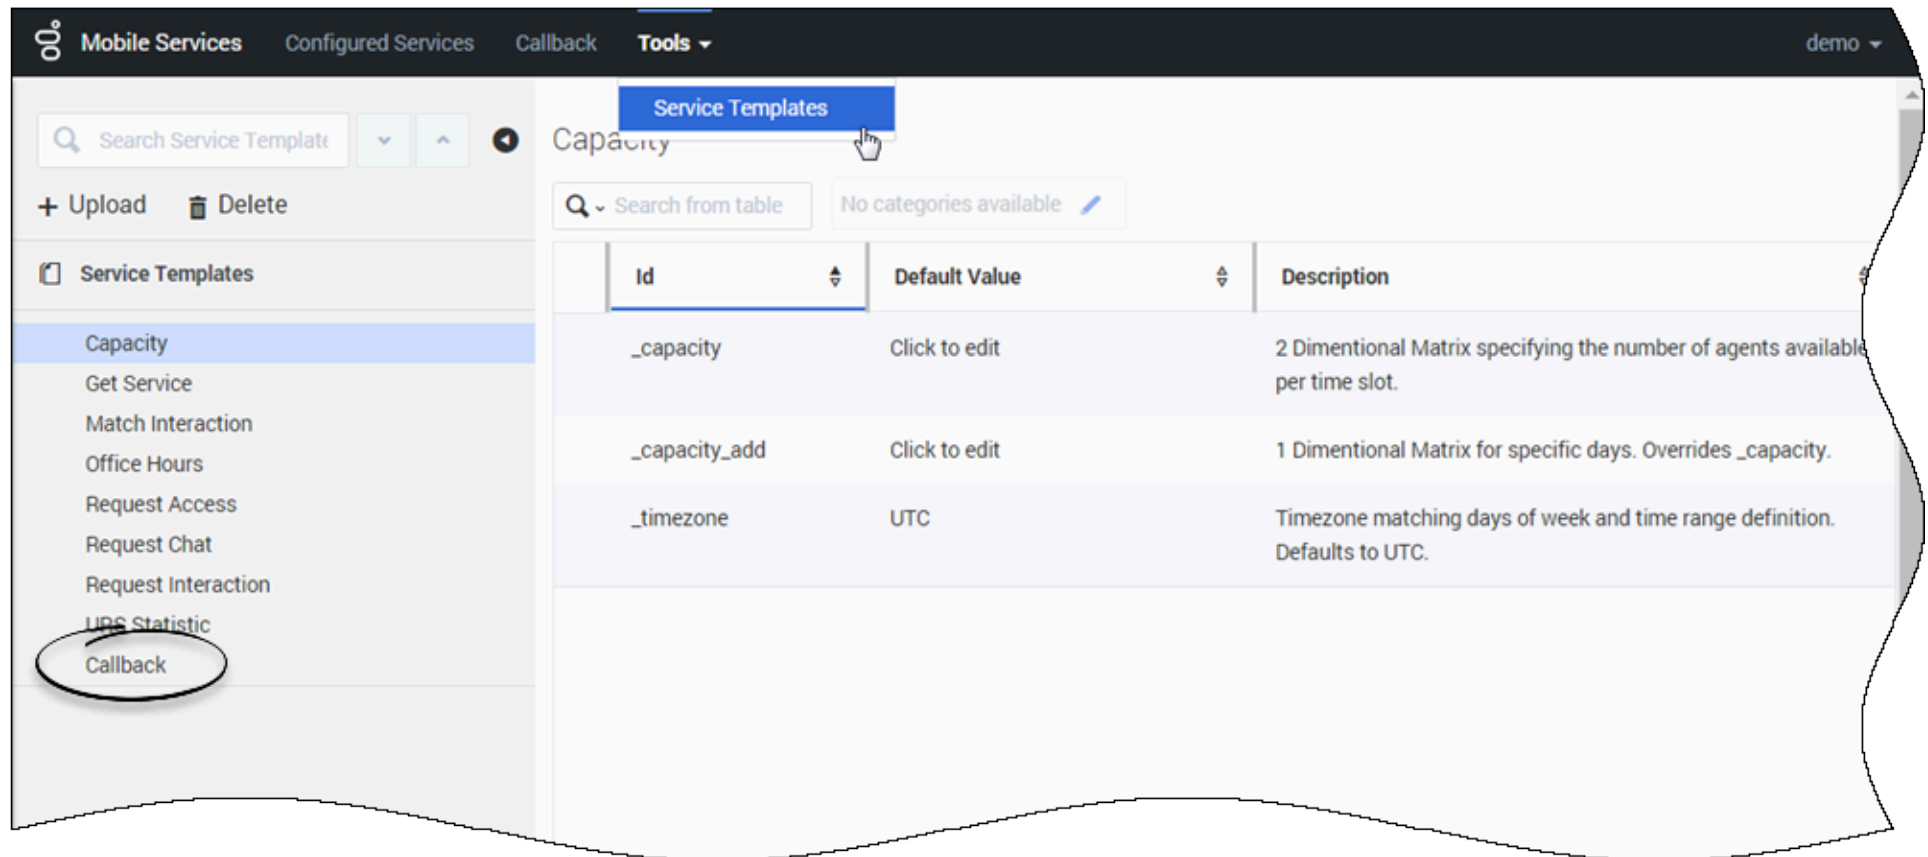 Mobile Services Configured Services Callback Tools demo
Service Templates
Search Service Template
Upload Delete
Service Templates
Capacity
Get Service
Match Interaction
Office Hours
Request Access
Request Chat
Request Interaction
URS Statistic
Callback
Capacity
Search from table No categories available
Id Default Value Description
_capacity Click to edit 2 Dimentional Matrix specifying the number of agents available
per time slot.
_capacity_add Click to edit 1 Dimentional Matrix for specific days. Overrides _capacity.
_timezone UTC Timezone matching days of week and time range definition.
Defaults to UTC.